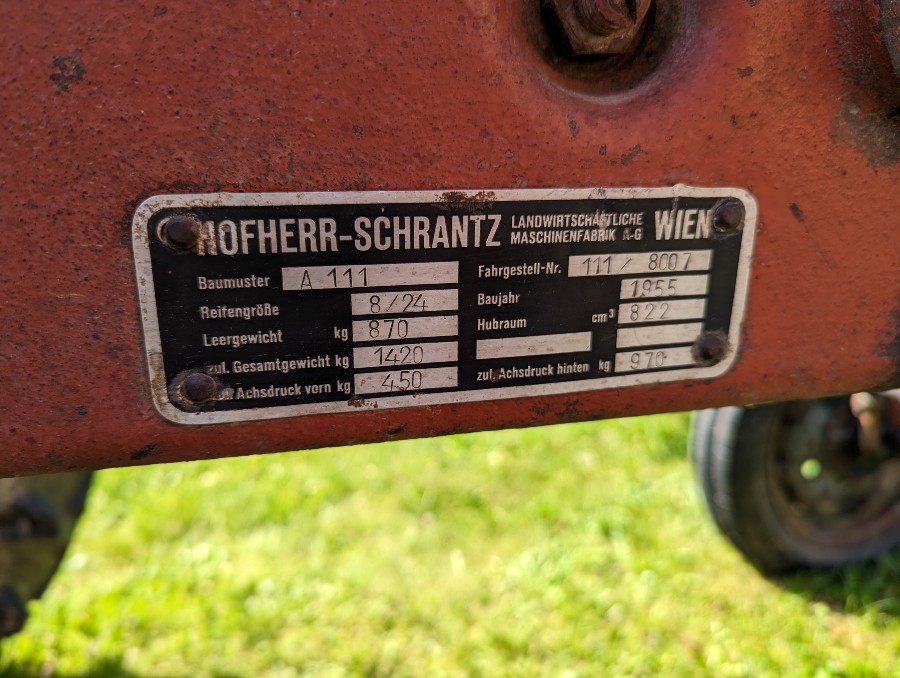 HOFHERR-SCHRANTZ LANDWIRTSCHAFTLICHE MASCHINENFABRIK A-G WIEN
Baumuster A 111
Reifengröße 8/24
Leergewicht kg 870
zul. Gesamtgewicht kg 1420
zul. Achsdruck vorn kg 450
Fahrgestell-Nr. 111 / 8007
Baujahr 1955
Hubraum cm³ 822
zul. Achsdruck hinten kg 970